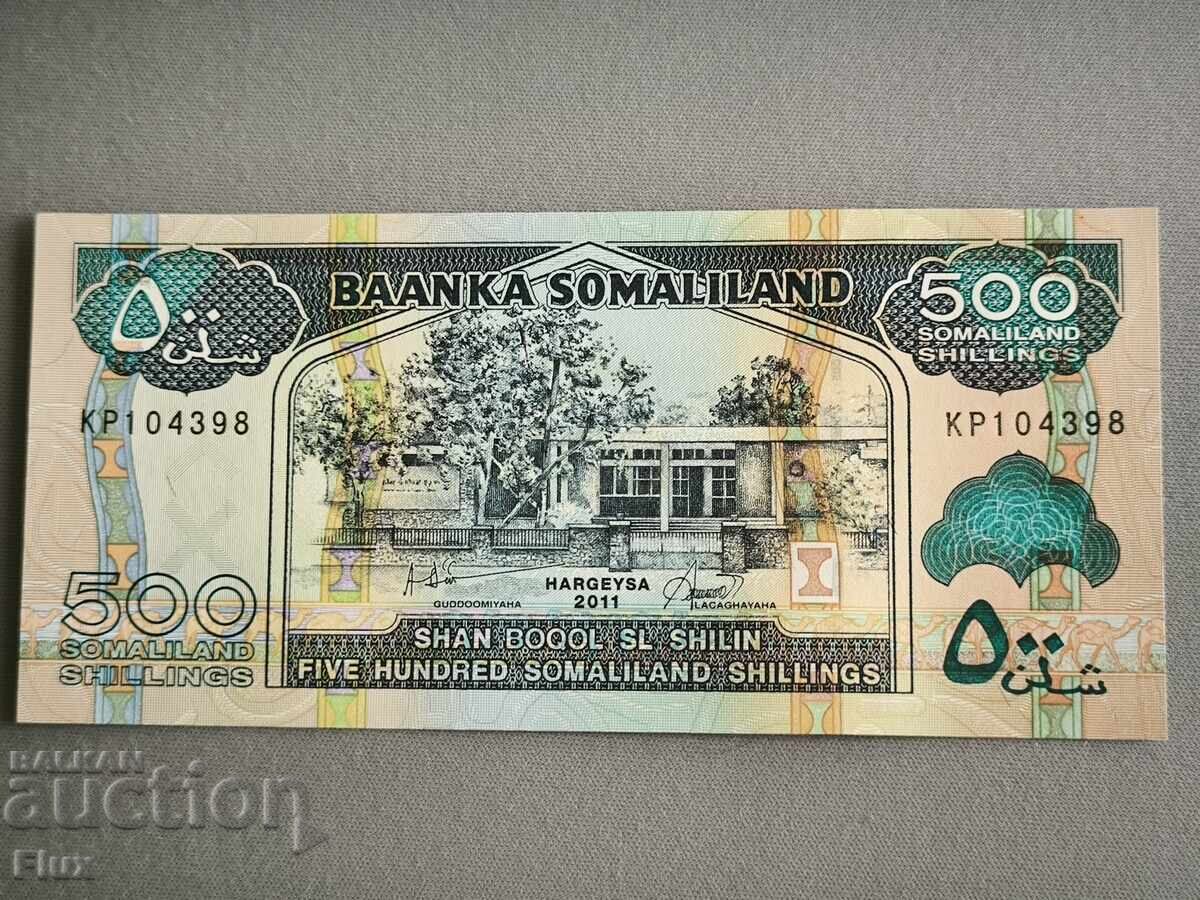 BAANKA SOMALILAND
٥٠٠
شلن
500
SOMALILAND
SHILLINGS
KP104398
KP104398
HARGEYSA
2011
GUDDOOMIYAHA
LACAGHAYAHA
500
SOMALILAND
SHILLINGS
SHAN BOQOL SL SHILIN
FIVE HUNDRED SOMALILAND SHILLINGS
٥٠٠
شلن
BALKAN
auction
Flux